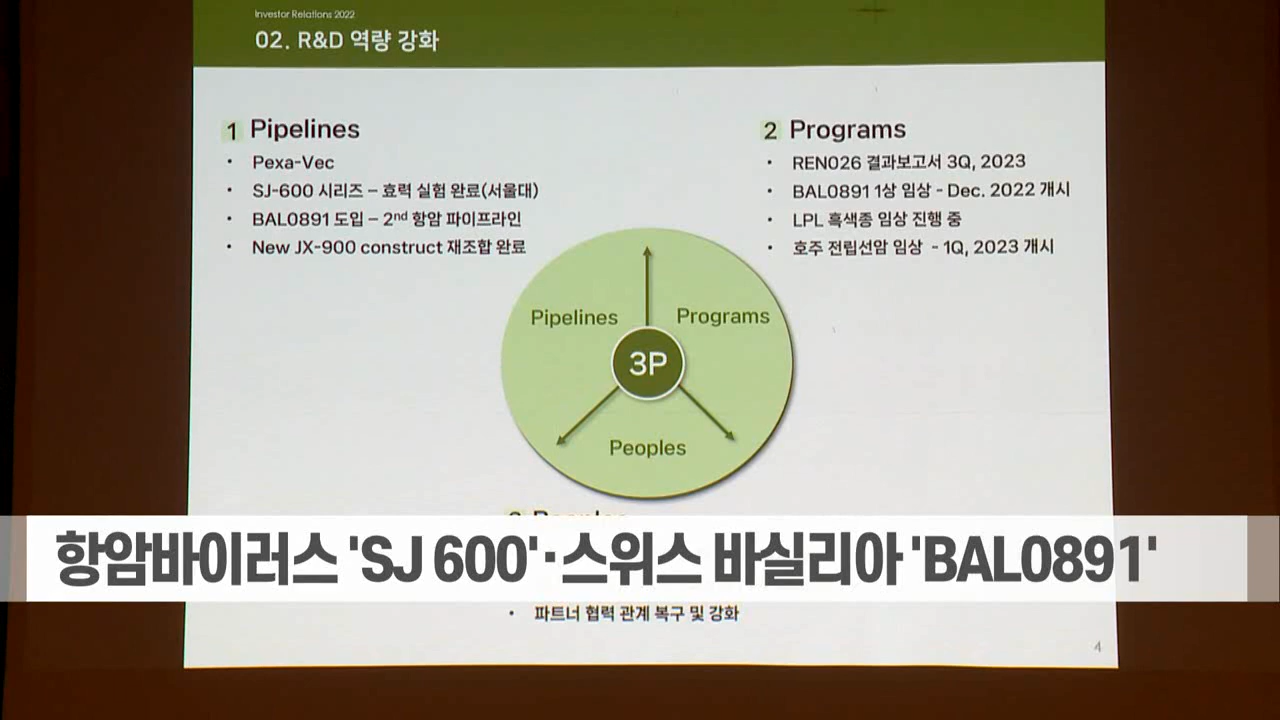 Investor Relations 2022
02. R&D 역량 강화
1 Pipelines
• Pexa-Vec
• SJ-600 시리즈 – 효력 실험 완료(서울대)
• BAL0891 도입 – 2nd 항암 파이프라인
• New JX-900 construct 재조합 완료
2 Programs
• REN026 결과보고서 3Q, 2023
• BAL0891 1상 임상 - Dec. 2022 개시
• LPL 흑색종 임상 진행 중
• 호주 전립선암 임상 - 1Q, 2023 개시
Pipelines
Programs
3P
Peoples
항암바이러스 'SJ 600'·스위스 바실리아 'BAL0891'
• 파트너 협력 관계 복구 및 강화
4